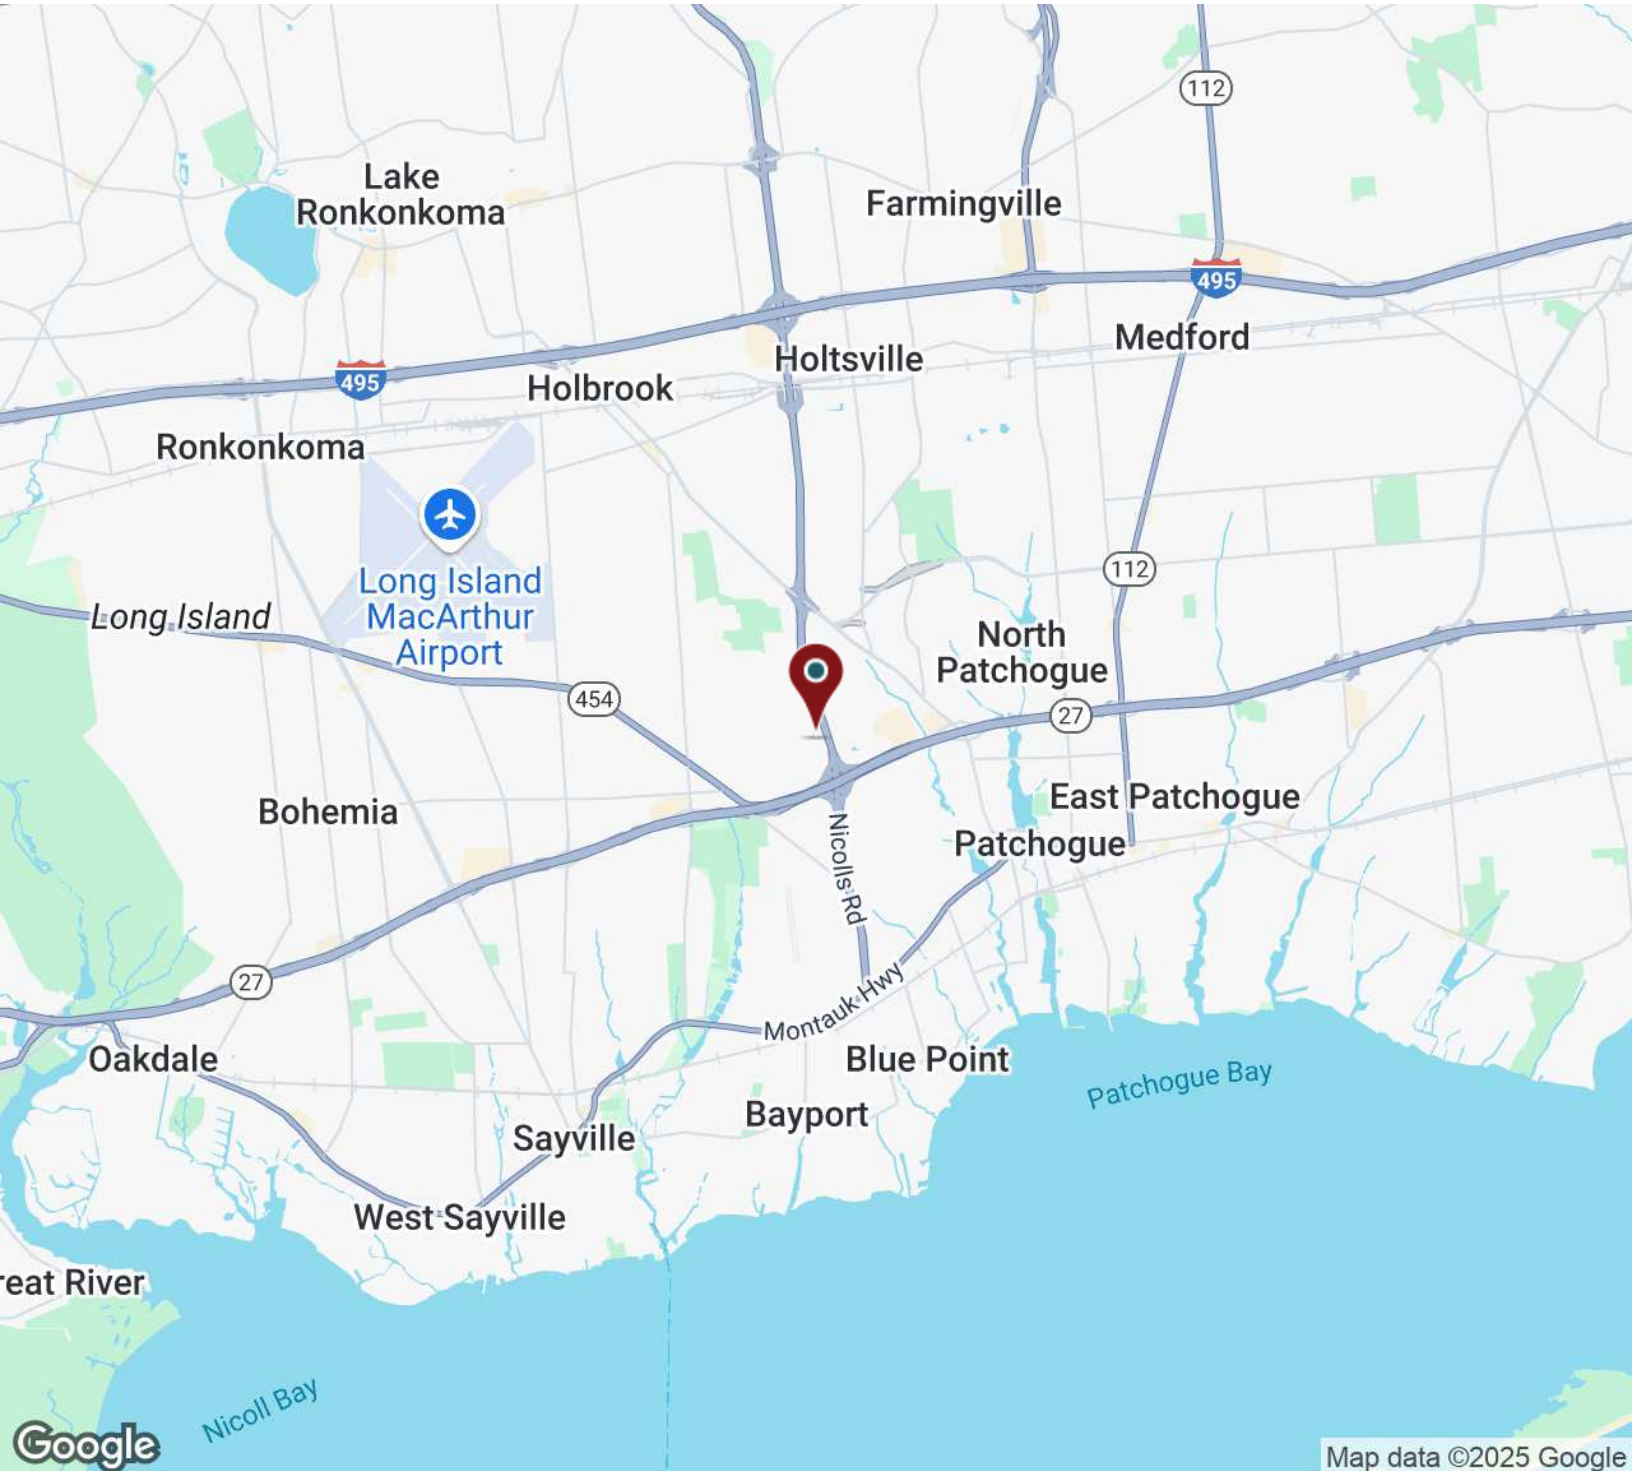 112
Lake
Ronkonkoma
Farmingville
495
Medford
Holtsville
495
Holbrook
Ronkonkoma
Long Island
MacArthur
Airport
112
Long Island
North
Patchogue
454
27
East Patchogue
Bohemia
Patchogue
Nicolls Rd
27
Montauk Hwy
Oakdale
Blue Point
Patchogue Bay
Bayport
Sayville
West Sayville
reat River
Nicoll Bay
Google
Map data ©2025 Google